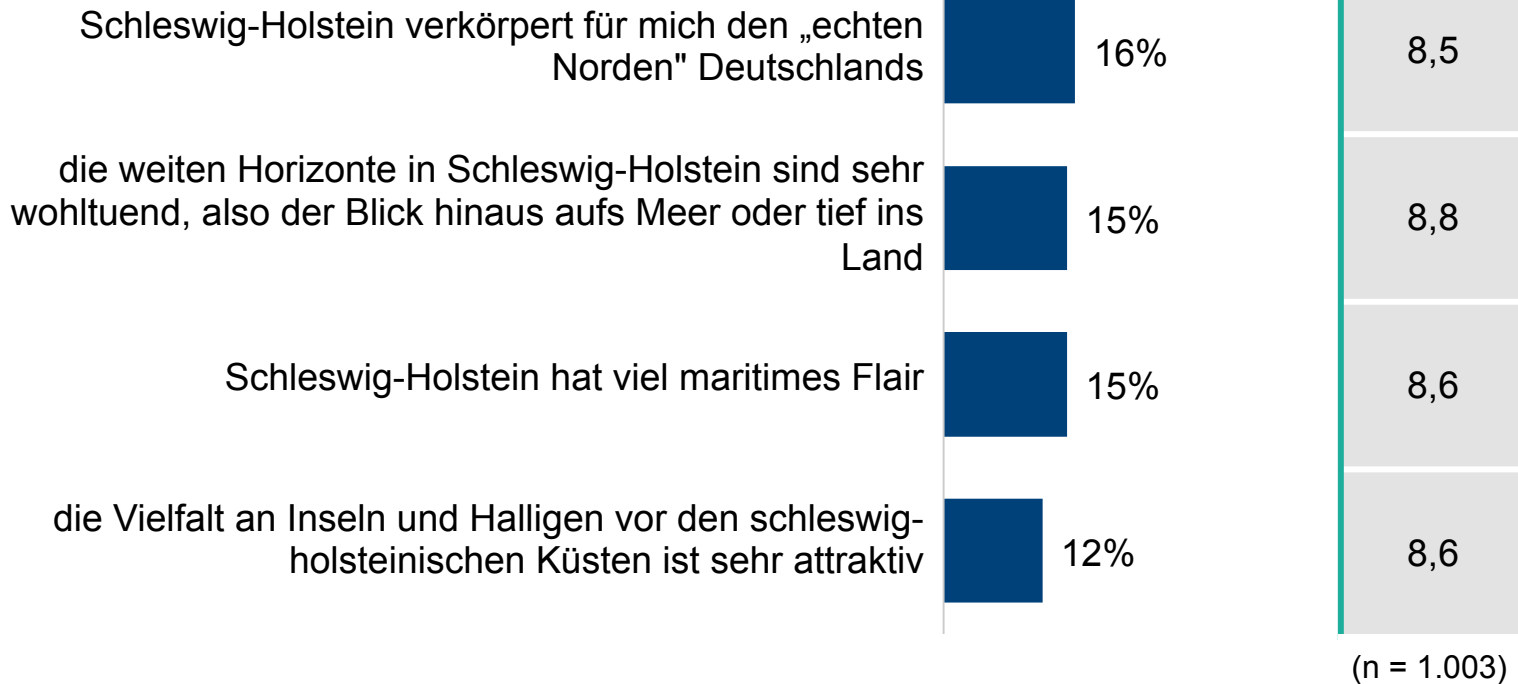 Schleswig-Holstein verkörpert für mich den „echten
Norden" Deutschlands
16%
8,5
die weiten Horizonte in Schleswig-Holstein sind sehr
wohltuend, also der Blick hinaus aufs Meer oder tief ins
Land
15%
8,8
Schleswig-Holstein hat viel maritimes Flair
15%
8,6
die Vielfalt an Inseln und Halligen vor den schleswig-
holsteinischen Küsten ist sehr attraktiv
12%
8,6
(n = 1.003)